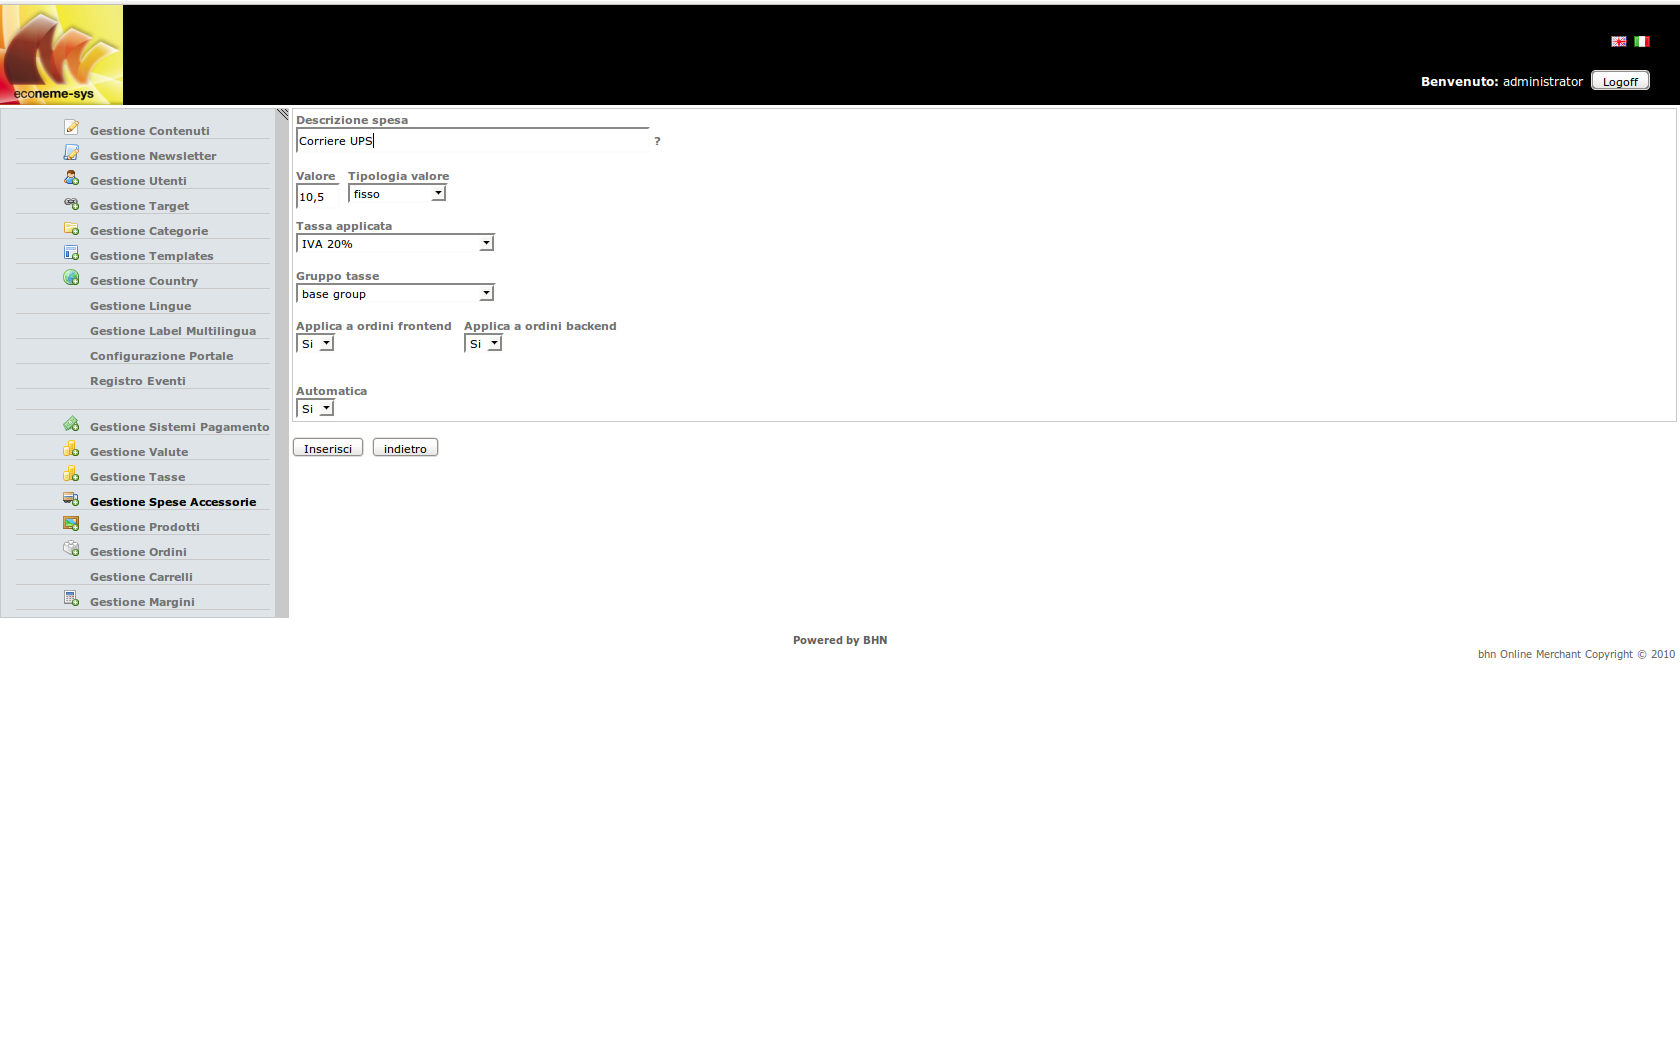 econeme-sys
Benvenuto: administrator Logoff
Gestione Contenuti
Gestione Newsletter
Gestione Utenti
Gestione Target
Gestione Categorie
Gestione Templates
Gestione Country
Gestione Lingue
Gestione Label Multilingua
Configurazione Portale
Registro Eventi
Gestione Sistemi Pagamento
Gestione Valute
Gestione Tasse
Gestione Spese Accessorie
Gestione Prodotti
Gestione Ordini
Gestione Carrelli
Gestione Margini
Descrizione spesa
Corriere UPS ?
Valore Tipologia valore
10,5 fisso
Tassa applicata
IVA 20%
Gruppo tasse
base group
Applica a ordini frontend Applica a ordini backend
Si Si
Automatica
Si
Inserisci indietro
Powered by BHN
bhn Online Merchant Copyright © 2010